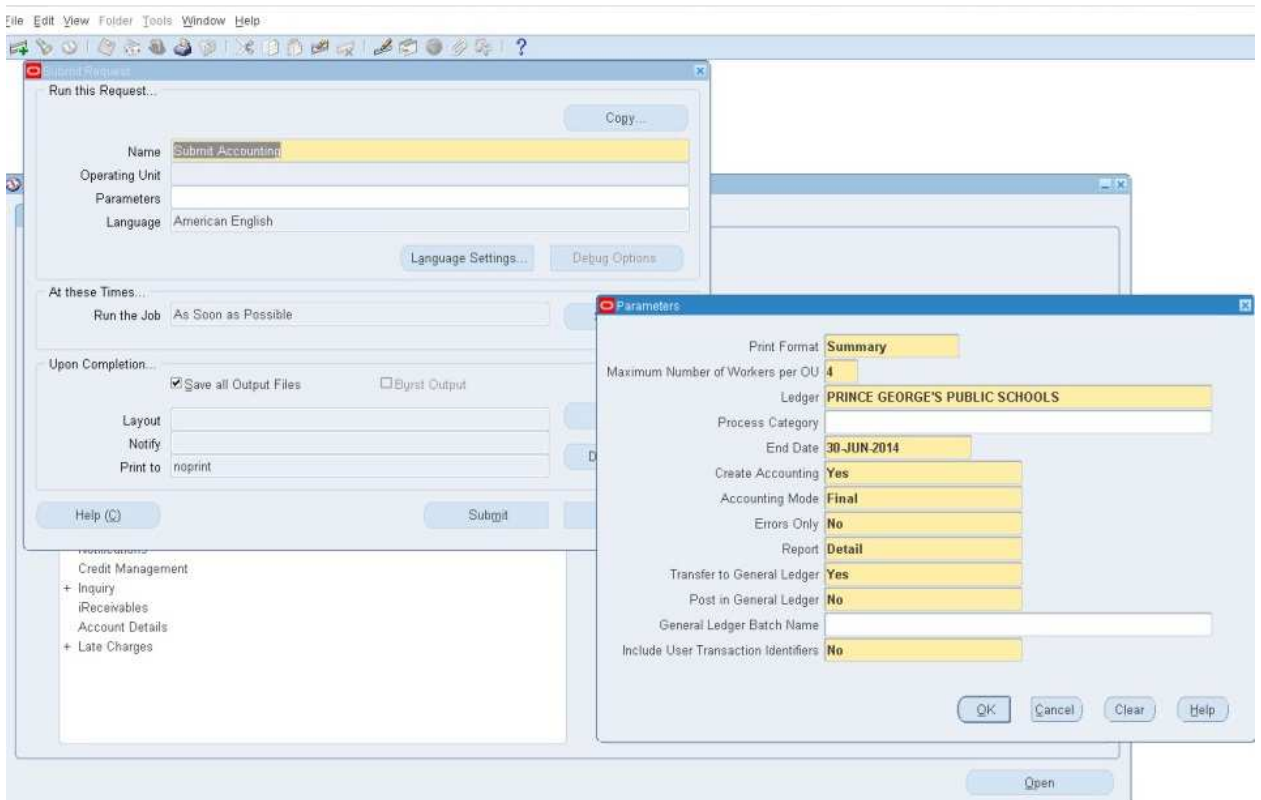 File Edit View Folder Tools Window Help
Submit Request
Run this Request...
Copy...
Name Submit Accounting
Operating Unit
Parameters
Language American English
Language Settings... Debug Options
At these Times...
Run the Job As Soon as Possible
Upon Completion...
Save all Output Files Burst Output
Layout
Notify
Print to noprint
D
Help (C) Submit
Notifications
Credit Management
+ Inquiry
iReceivables
Account Details
+ Late Charges
Parameters
Print Format Summary
Maximum Number of Workers per OU 4
Ledger PRINCE GEORGE'S PUBLIC SCHOOLS
Process Category
End Date 30-JUN-2014
Create Accounting Yes
Accounting Mode Final
Errors Only No
Report Detail
Transfer to General Ledger Yes
Post in General Ledger No
General Ledger Batch Name
Include User Transaction Identifiers No
OK Cancel Clear Help
Open